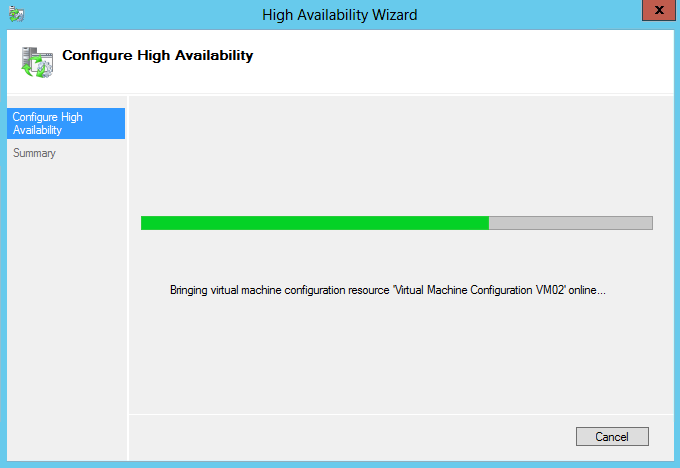 High Availability Wizard
x
Configure High Availability
Configure High
Availability
Summary
Bringing virtual machine configuration resource 'Virtual Machine Configuration VM02' online...
Cancel